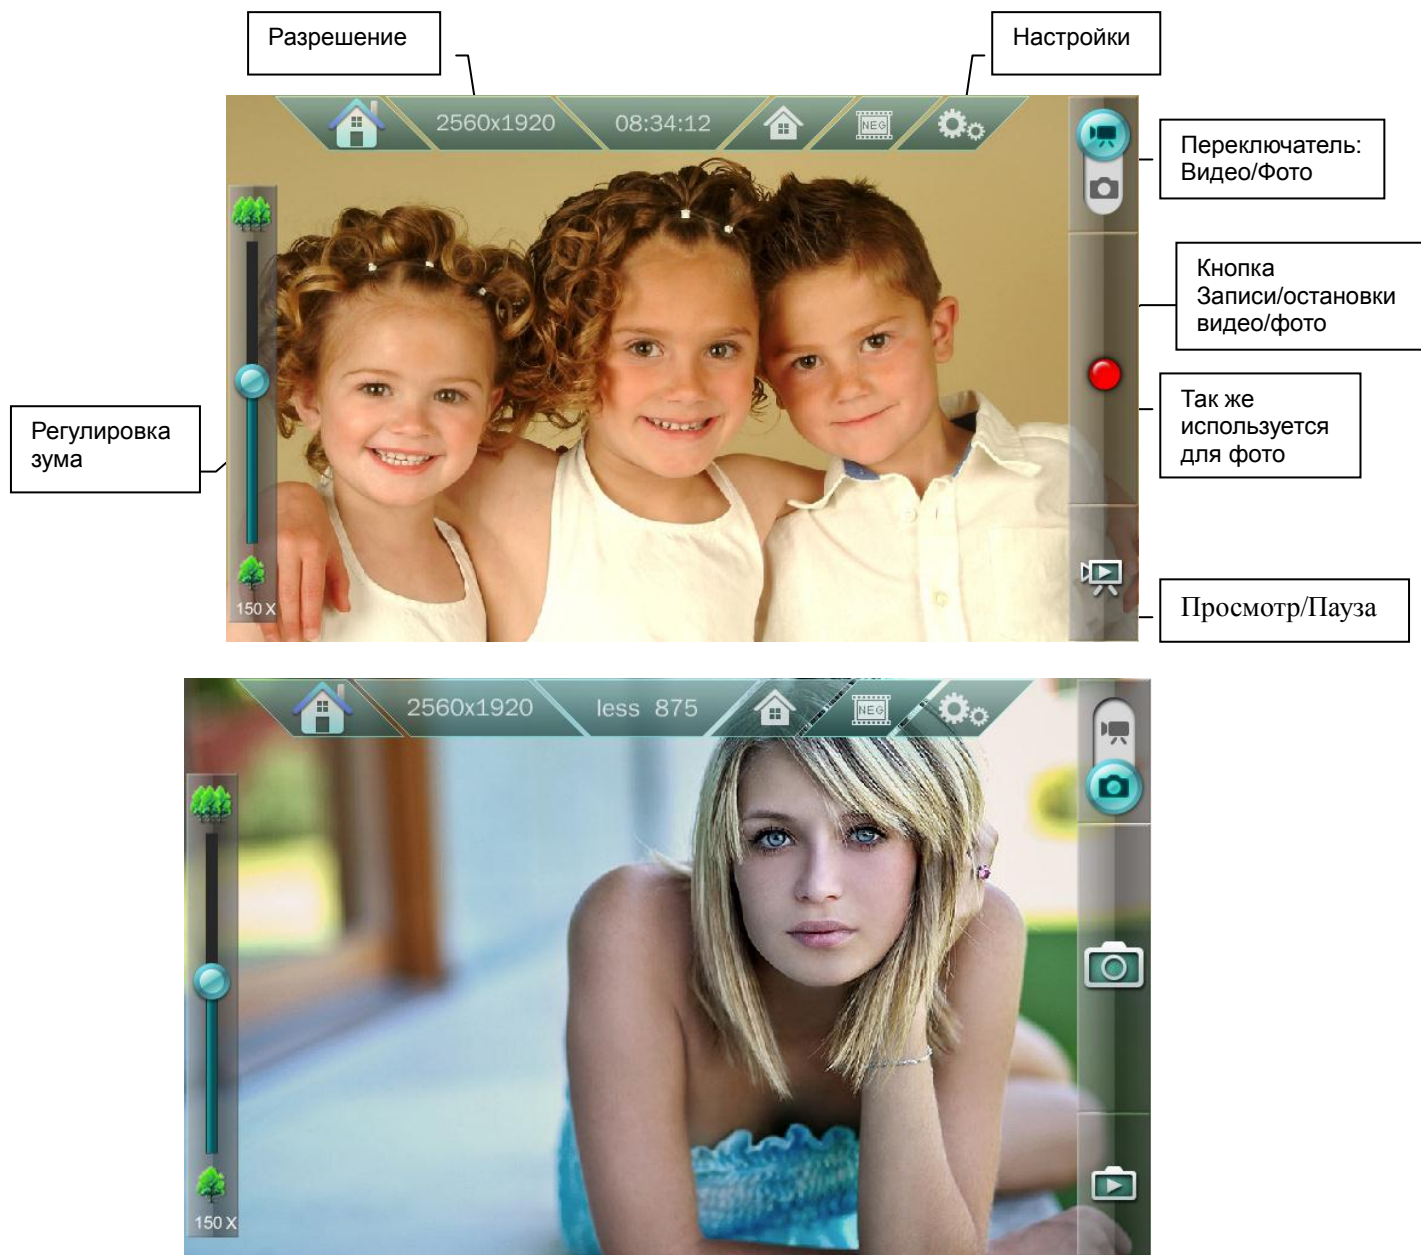 Разрешение
Настройки
2560x1920
08:34:12
NEG
Переключатель:
Видео/Фото
Кнопка
Записи/остановки
видео/фото
Так же
используется
для фото
Регулировка
зума
150 X
Просмотр/Пауза
2560x1920
less 875
NEG
150 X